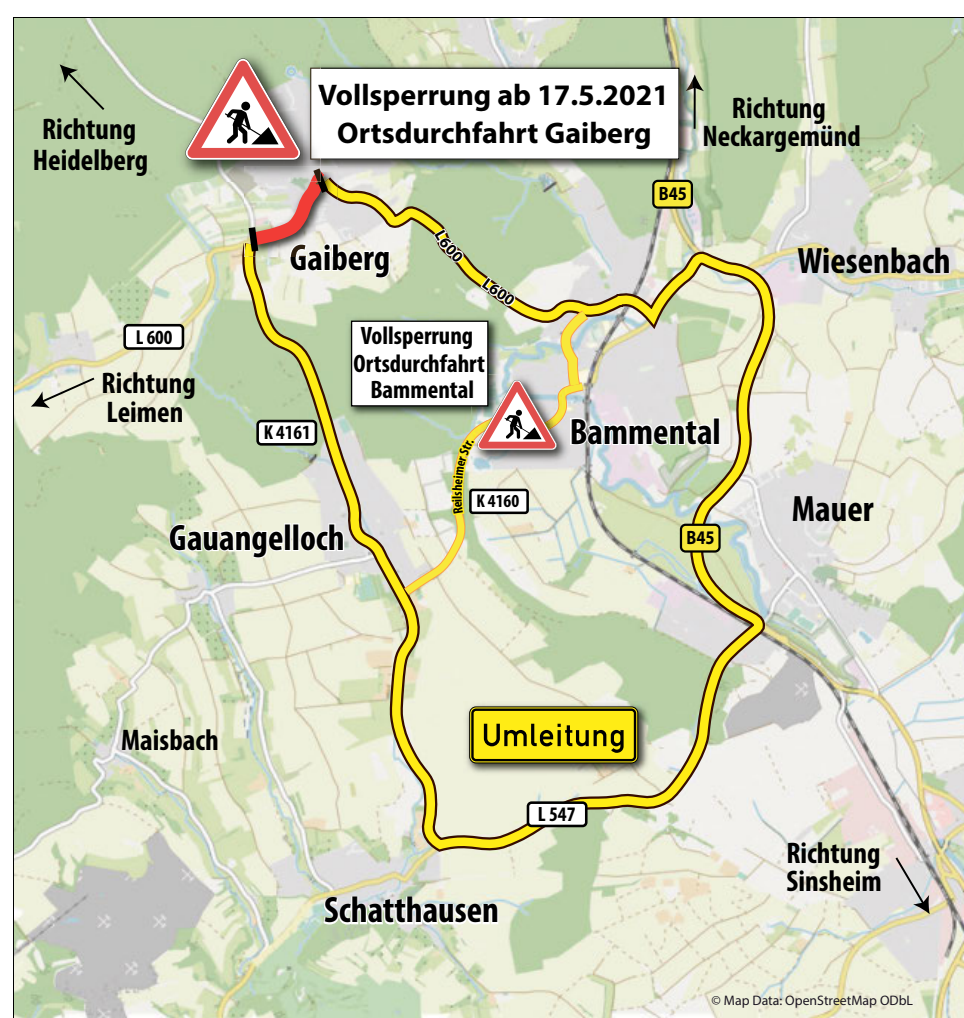 Vollsperrung ab 17.5.2021
Ortsdurchfahrt Gaiberg
Richtung
Heidelberg
Richtung
Neckargemünd
B45
Gaiberg
Wiesenbach
L600
L600
L 600
Vollsperrung
Ortsdurchfahrt
Bammental
Richtung
Leimen
K 4161
Bammental
Reilsheimer Str.
K 4160
Mauer
Gauangelloch
B45
Umleitung
Maisbach
L 547
Richtung
Sinsheim
Schatthausen
© Map Data: OpenStreetMap ODbL